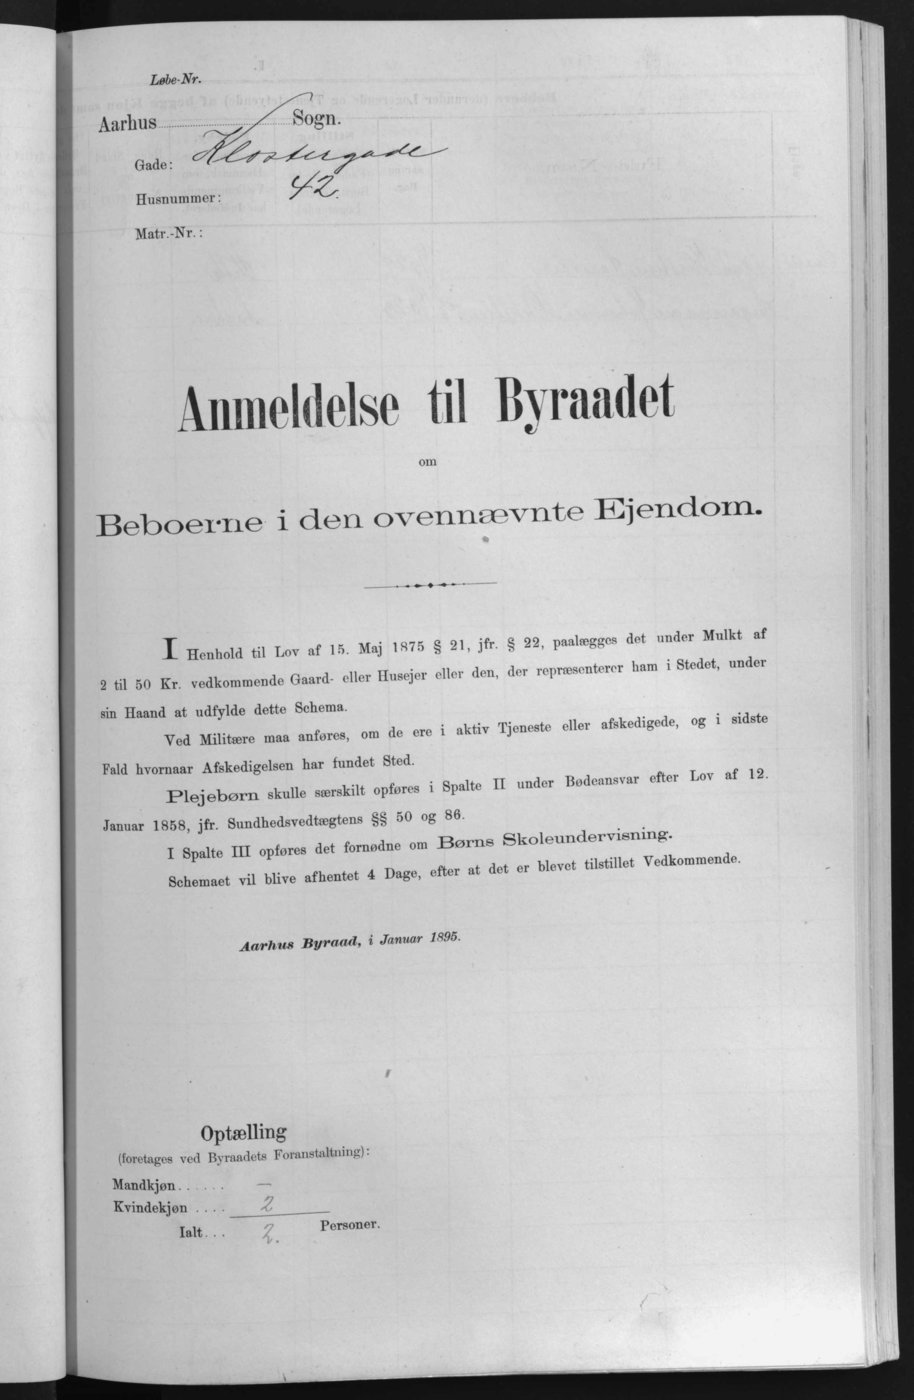 Løbe-Nr.
Aarhus Sogn.
Gade: Klostergade
Husnummer: 42.
Matr.-Nr.:
Anmeldelse til Byraadet
om
Beboerne i den ovennævnte Ejendom.
I Henhold til Lov af 15. Maj 1875 § 21, jfr. § 22, paalægges det under Mulkt af
2 til 50 Kr. vedkommende Gaard- eller Husejer eller den, der repræsenterer ham i Stedet, under
sin Haand at udfylde dette Schema.
Ved Militære maa anføres, om de ere i aktiv Tjeneste eller afskedigede, og i sidste
Fald hvornaar Afskedigelsen har fundet Sted.
Plejebørn skulle særskilt opføres i Spalte II under Bødeansvar efter Lov af 12.
Januar 1858, jfr. Sundhedsvedtægtens §§ 50 og 86.
I Spalte III opføres det fornødne om Børns Skoleundervisning.
Schemaet vil blive afhentet 4 Dage, efter at det er blevet tilstillet Vedkommende.
Aarhus Byraad, i Januar 1895.
Optælling
(foretages ved Byraadets Foranstaltning):
Mandkjøn...... —
Kvindekjøn .... 2
Ialt... 2. Personer.